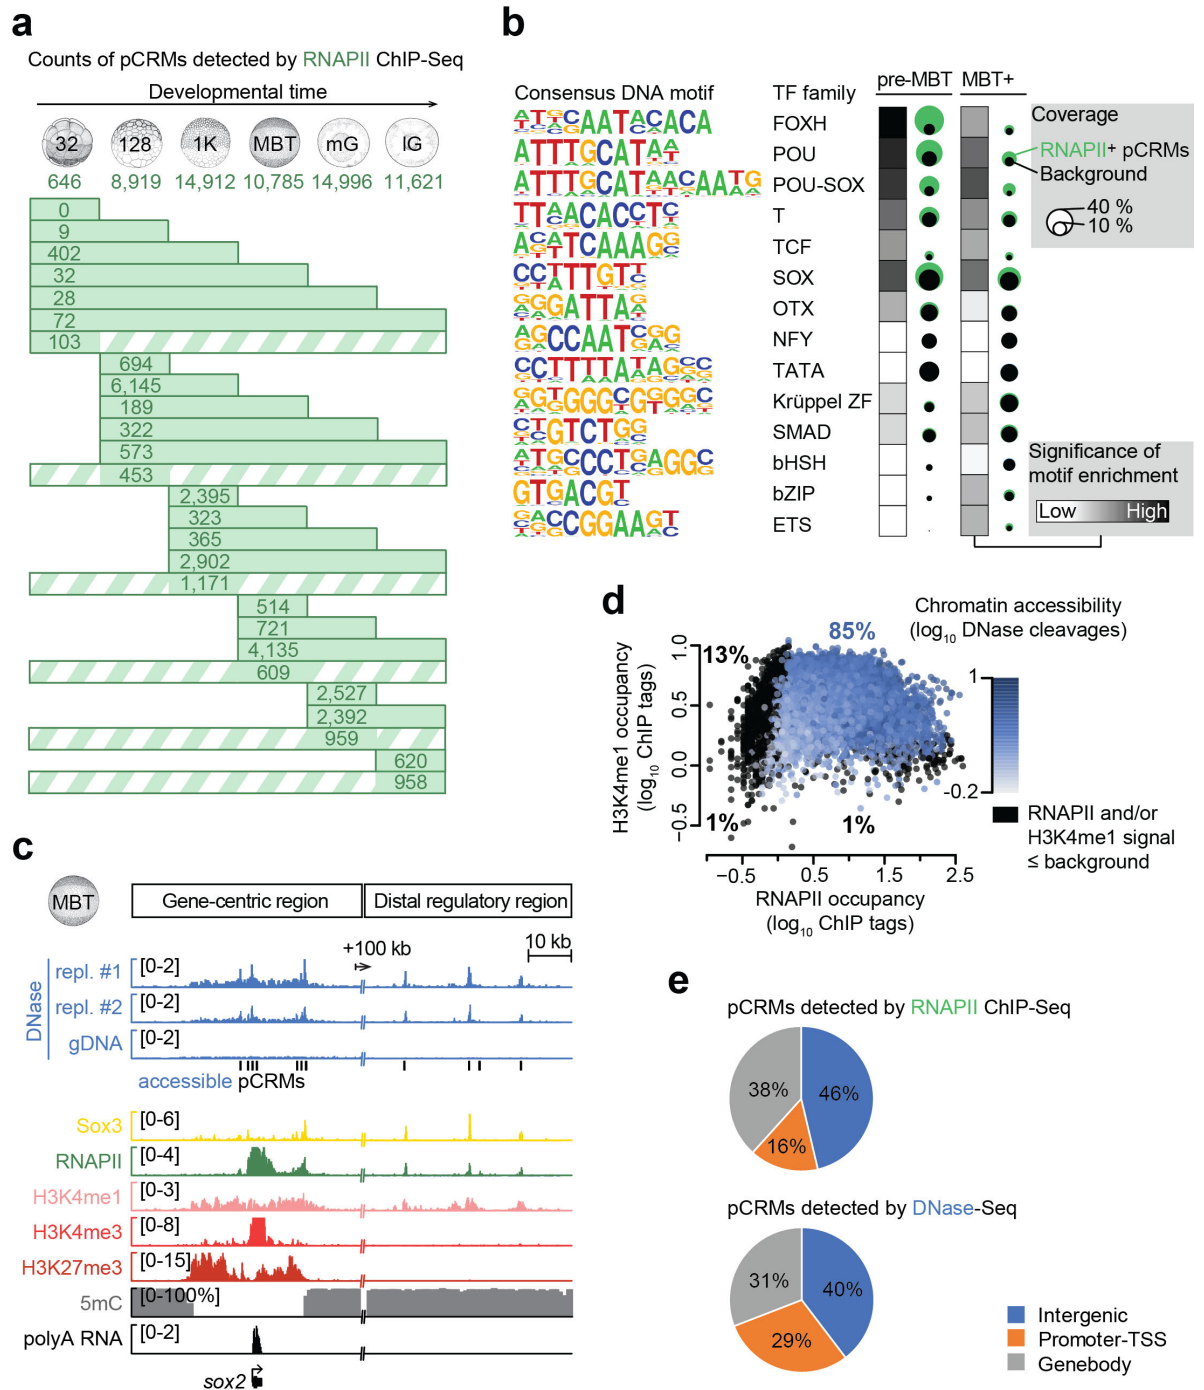 a
Counts of pCRMs detected by RNAPII ChIP-Seq
Developmental time
32 128 1K MBT mG lG
646 8,919 14,912 10,785 14,996 11,621
0
9
402
32
28
72
103
694
6,145
189
322
573
453
2,395
323
365
2,902
1,171
514
721
4,135
609
2,527
2,392
959
620
958
b
pre-MBT MBT+
Consensus DNA motif TF family
FOXH
POU
POU-SOX
T
TCF
SOX
OTX
NFY
TATA
Krüppel ZF
SMAD
bHSH
bZIP
ETS
Coverage
RNAPII+ pCRMs
Background
40 %
10 %
Significance of
motif enrichment
Low High
c
MBT
Gene-centric region Distal regulatory region
+100 kb 10 kb
DNase
repl. #1 [0-2]
repl. #2 [0-2]
gDNA [0-2]
accessible pCRMs
Sox3 [0-6]
RNAPII [0-4]
H3K4me1 [0-3]
H3K4me3 [0-8]
H3K27me3 [0-15]
5mC [0-100%]
polyA RNA [0-2]
sox2
d
Chromatin accessibility
(log10 DNase cleavages)
85%
13%
1%
1%
H3K4me1 occupancy
(log10 ChIP tags)
1.0
0.5
0.0
−0.5
−0.5 0.5 1.5 2.5
RNAPII occupancy
(log10 ChIP tags)
1
-0.2
RNAPII and/or
H3K4me1 signal
≤ background
e
pCRMs detected by RNAPII ChIP-Seq
38% 46%
16%
pCRMs detected by DNase-Seq
31% 40%
29%
Intergenic
Promoter-TSS
Genebody